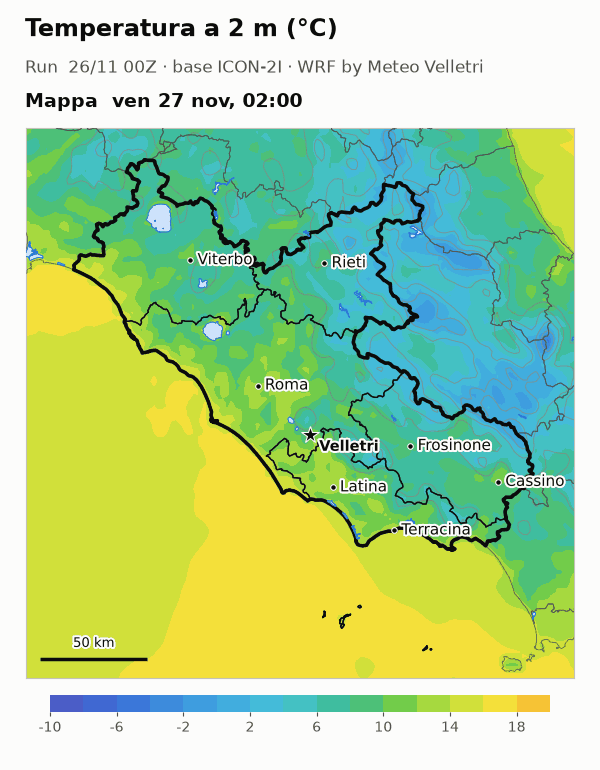 Temperatura a 2 m (°C)
Run  26/11 00Z · base ICON-2I · WRF by Meteo Velletri
Mappa  ven 27 nov, 02:00
Viterbo
Rieti
Roma
Velletri
Frosinone
Latina
Cassino
Terracina
50 km
-10 -6 -2 2 6 10 14 18